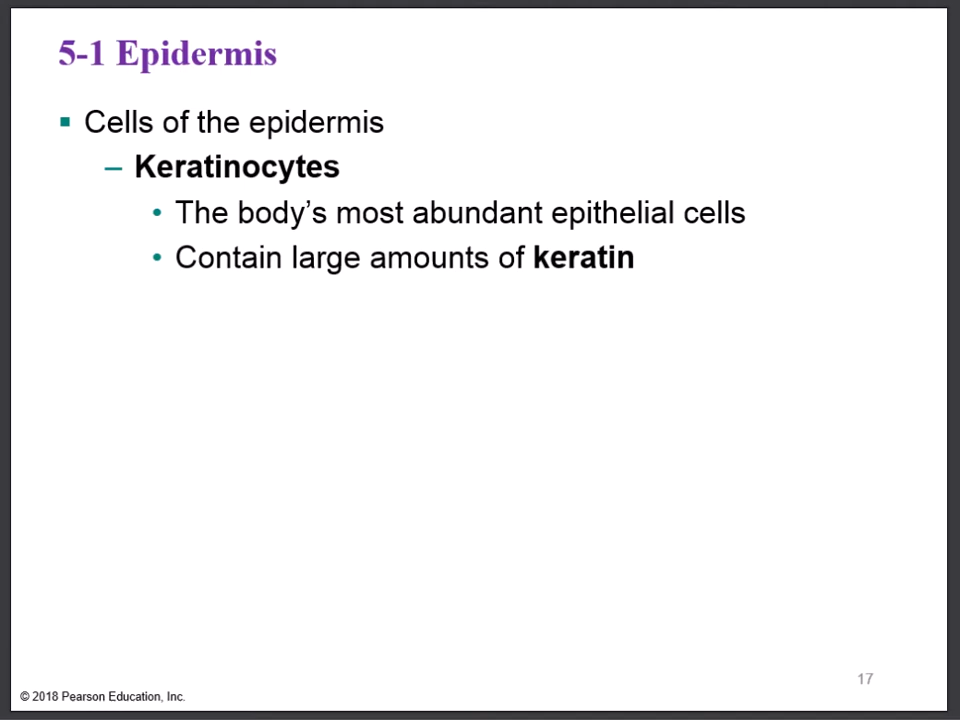 5-1 Epidermis
▪ Cells of the epidermis
– Keratinocytes
• The body’s most abundant epithelial cells
• Contain large amounts of keratin
17
© 2018 Pearson Education, Inc.